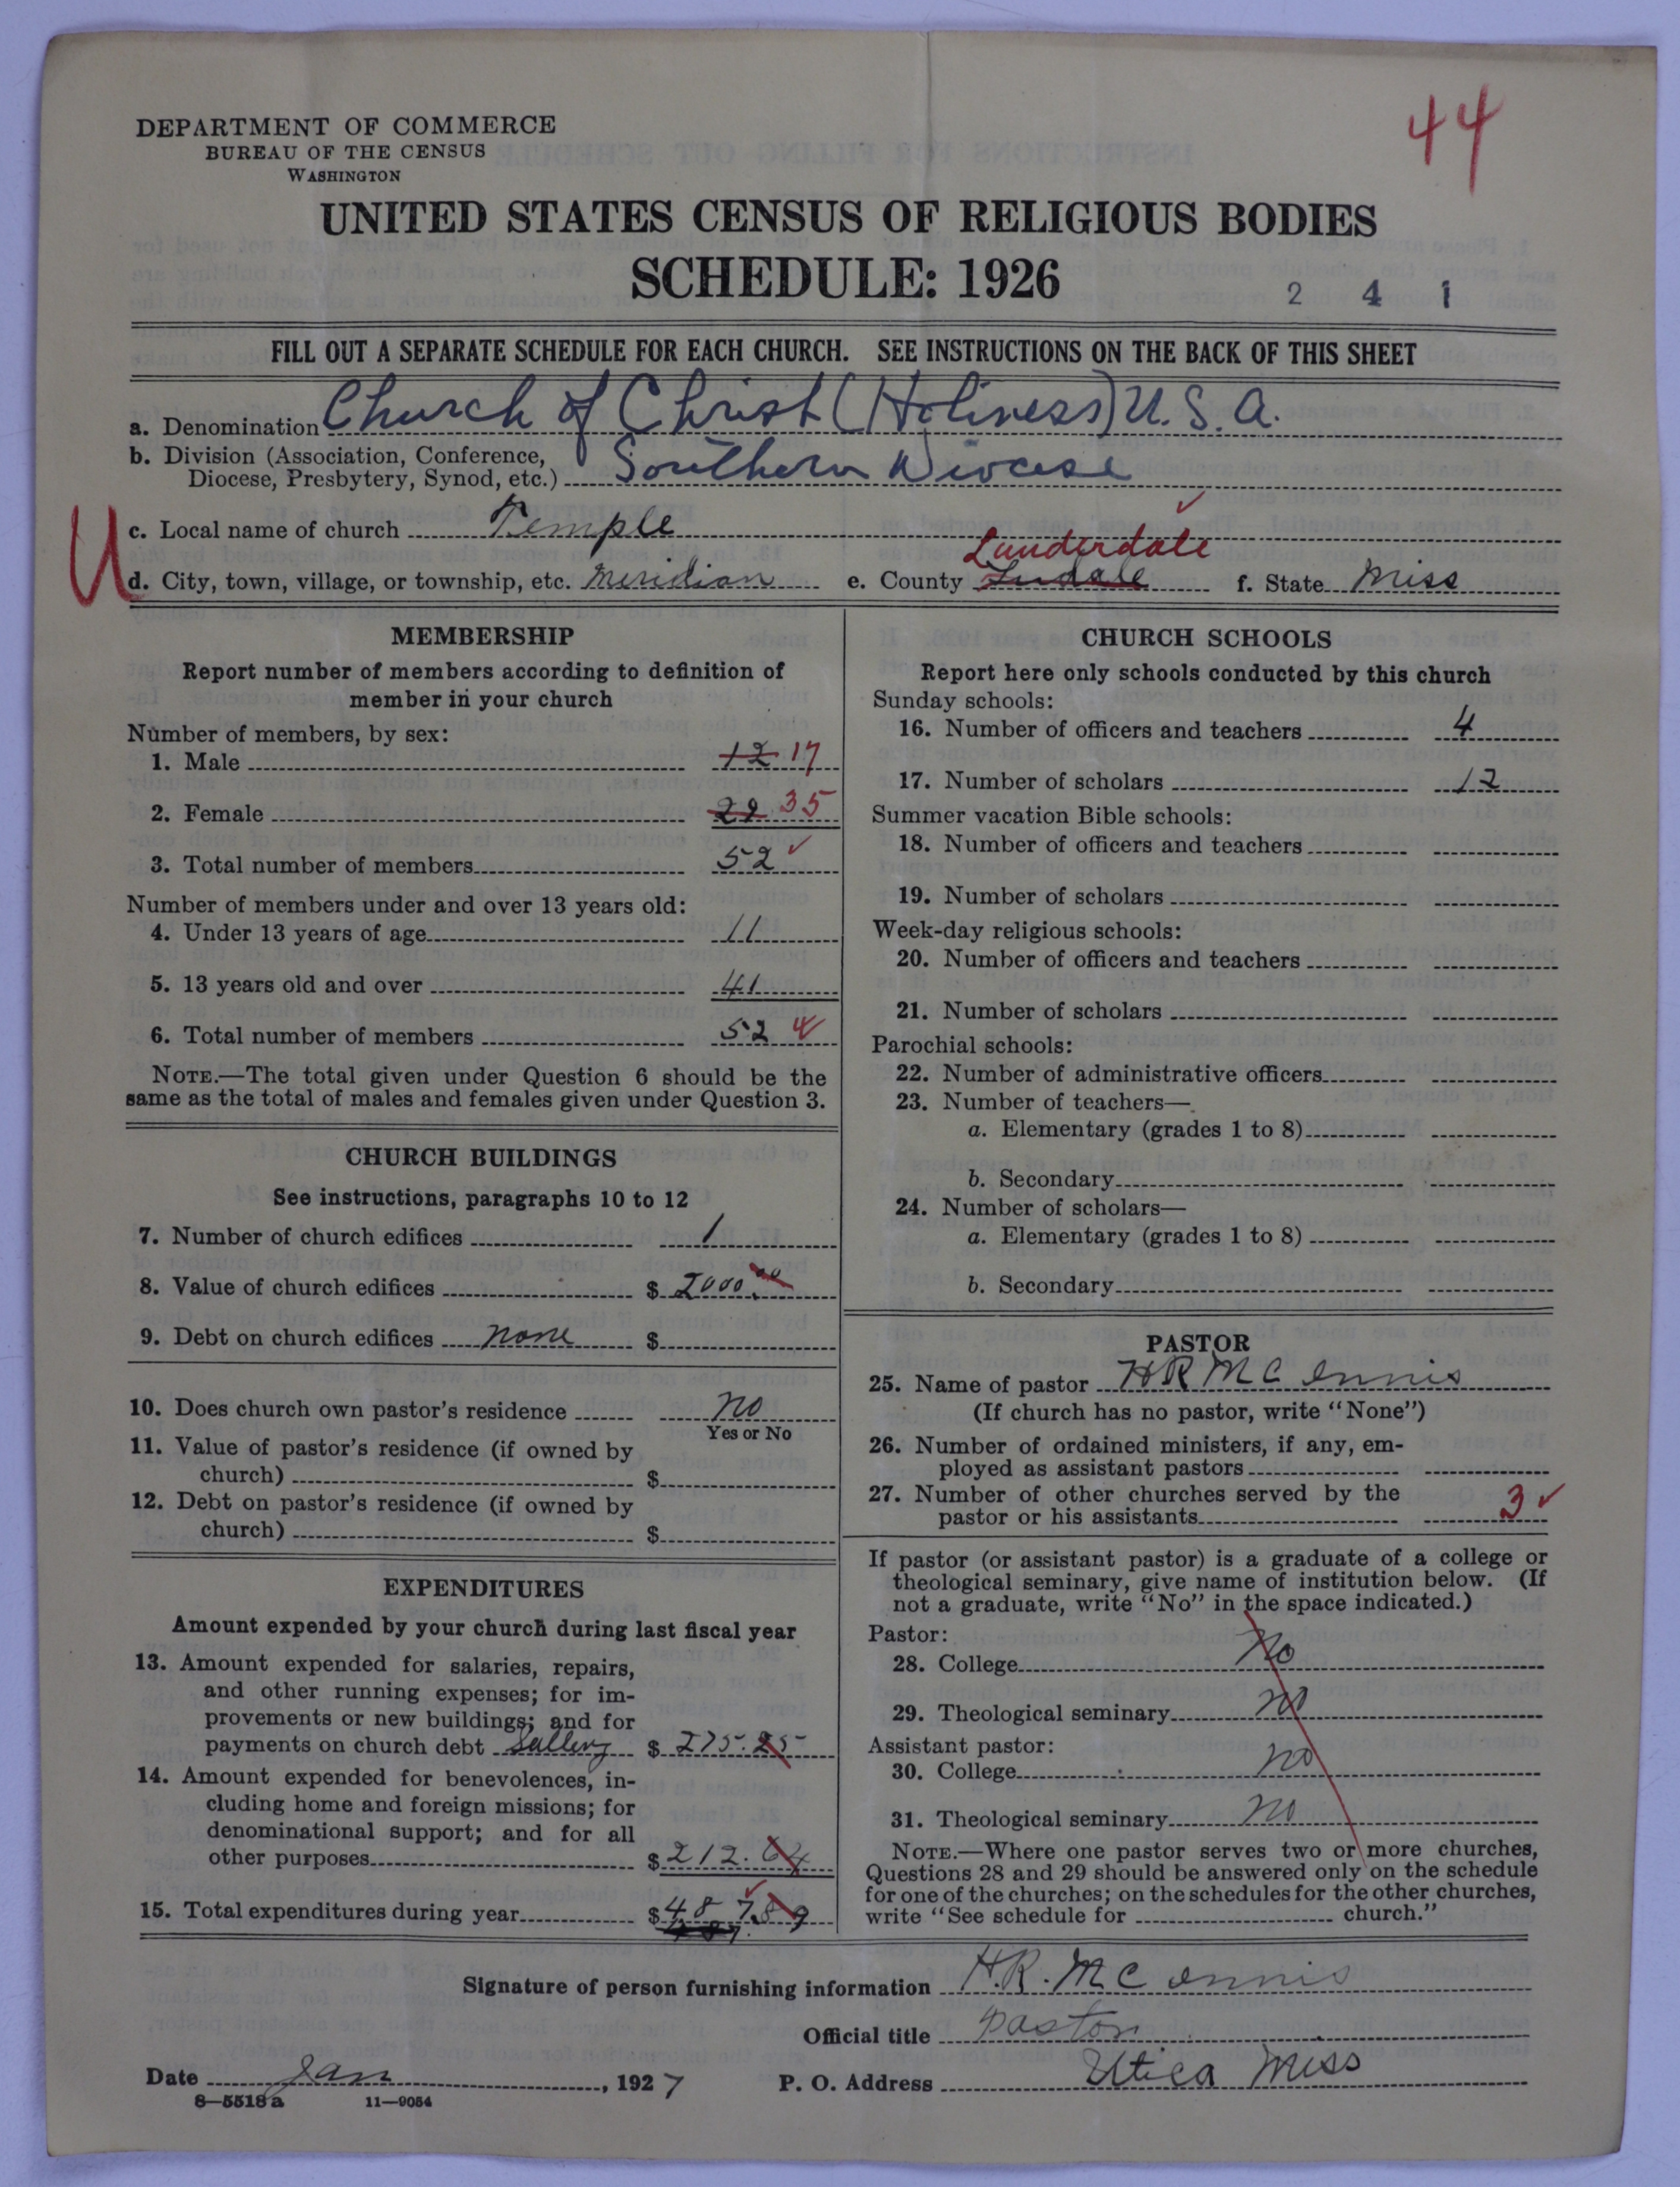 44
DEPARTMENT OF COMMERCE
BUREAU OF THE CENSUS
WASHINGTON
UNITED STATES CENSUS OF RELIGIOUS BODIES
SCHEDULE: 1926
2 4 1
FILL OUT A SEPARATE SCHEDULE FOR EACH CHURCH. SEE INSTRUCTIONS ON THE BACK OF THIS SHEET
a. Denomination Church of Christ (Holiness) U.S.A.
b. Division (Association, Conference,
Diocese, Presbytery, Synod, etc.) Southern Diocese
U
c. Local name of church Temple
Lauderdale
d. City, town, village, or township, etc. Meridian e. County f. State Miss
MEMBERSHIP
Report number of members according to definition of
member in your church
Number of members, by sex:
1. Male 12 17
2. Female 29 35
3. Total number of members 52
Number of members under and over 13 years old:
4. Under 13 years of age 11
5. 13 years old and over 41
6. Total number of members 52
NOTE.—The total given under Question 6 should be the
same as the total of males and females given under Question 3.
CHURCH BUILDINGS
See instructions, paragraphs 10 to 12
7. Number of church edifices 1
8. Value of church edifices $ 2000.00
9. Debt on church edifices none $
10. Does church own pastor's residence no
Yes or No
11. Value of pastor's residence (if owned by
church) $
12. Debt on pastor's residence (if owned by
church) $
EXPENDITURES
Amount expended by your church during last fiscal year
13. Amount expended for salaries, repairs,
and other running expenses; for im-
provements or new buildings; and for
payments on church debt $ 275.25
14. Amount expended for benevolences, in-
cluding home and foreign missions; for
denominational support; and for all
other purposes $ 212.64
15. Total expenditures during year $ 487.89
CHURCH SCHOOLS
Report here only schools conducted by this church
Sunday schools:
16. Number of officers and teachers 4
17. Number of scholars 12
Summer vacation Bible schools:
18. Number of officers and teachers
19. Number of scholars
Week-day religious schools:
20. Number of officers and teachers
21. Number of scholars
Parochial schools:
22. Number of administrative officers
23. Number of teachers—
a. Elementary (grades 1 to 8)
b. Secondary
24. Number of scholars—
a. Elementary (grades 1 to 8)
b. Secondary
PASTOR
25. Name of pastor H R McInnis
(If church has no pastor, write "None")
26. Number of ordained ministers, if any, em-
ployed as assistant pastors
27. Number of other churches served by the
pastor or his assistants 3
If pastor (or assistant pastor) is a graduate of a college or
theological seminary, give name of institution below. (If
not a graduate, write "No" in the space indicated.)
Pastor:
28. College No
29. Theological seminary no
Assistant pastor:
30. College no
31. Theological seminary no
NOTE.—Where one pastor serves two or more churches,
Questions 28 and 29 should be answered only on the schedule
for one of the churches; on the schedules for the other churches,
write "See schedule for church."
Signature of person furnishing information H.R. McInnis
Official title Pastor
Date Jan, 1927 P. O. Address Utica Miss
8—5518a 11—9054